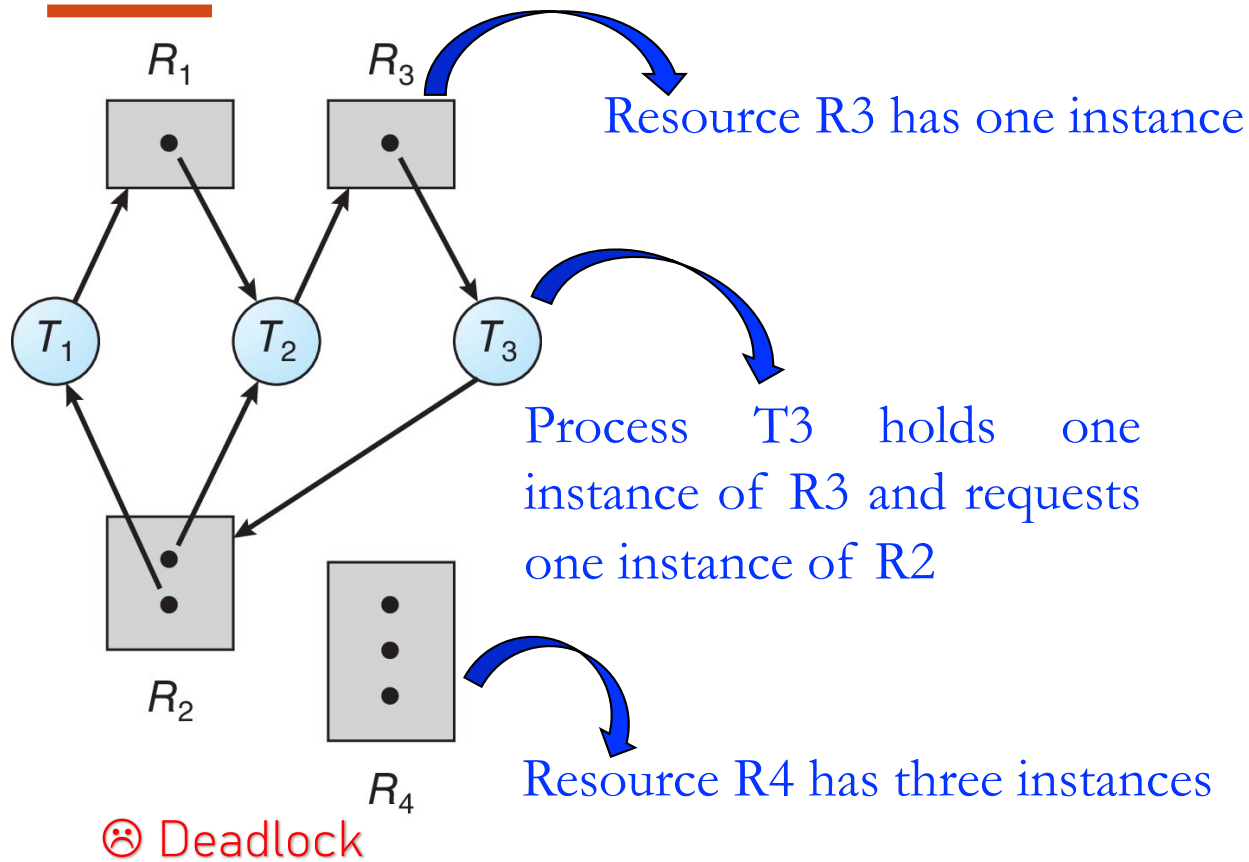 R₁
R₃
Resource R3 has one instance
T₁
T₂
T₃
Process T3 holds one
instance of R3 and requests
one instance of R2
R₂
R₄
Resource R4 has three instances
☹ Deadlock